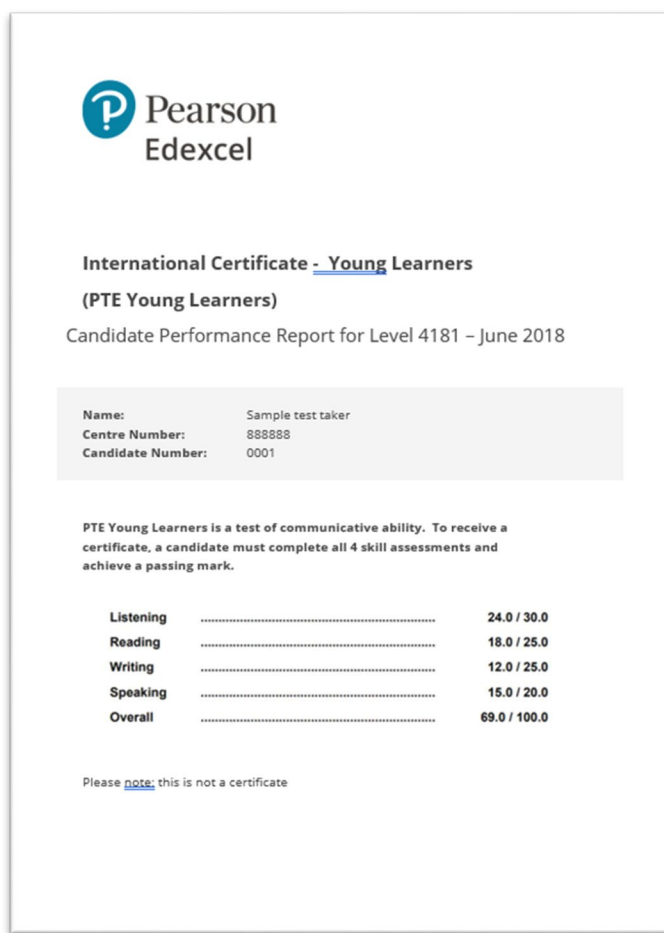 Pearson
Edexcel
International Certificate - Young Learners
(PTE Young Learners)
Candidate Performance Report for Level 4181 – June 2018
Name: Sample test taker
Centre Number: 888888
Candidate Number: 0001
PTE Young Learners is a test of communicative ability. To receive a
certificate, a candidate must complete all 4 skill assessments and
achieve a passing mark.
Listening ........................................................................ 24.0 / 30.0
Reading ........................................................................ 18.0 / 25.0
Writing ........................................................................ 12.0 / 25.0
Speaking ........................................................................ 15.0 / 20.0
Overall ........................................................................ 69.0 / 100.0
Please note: this is not a certificate